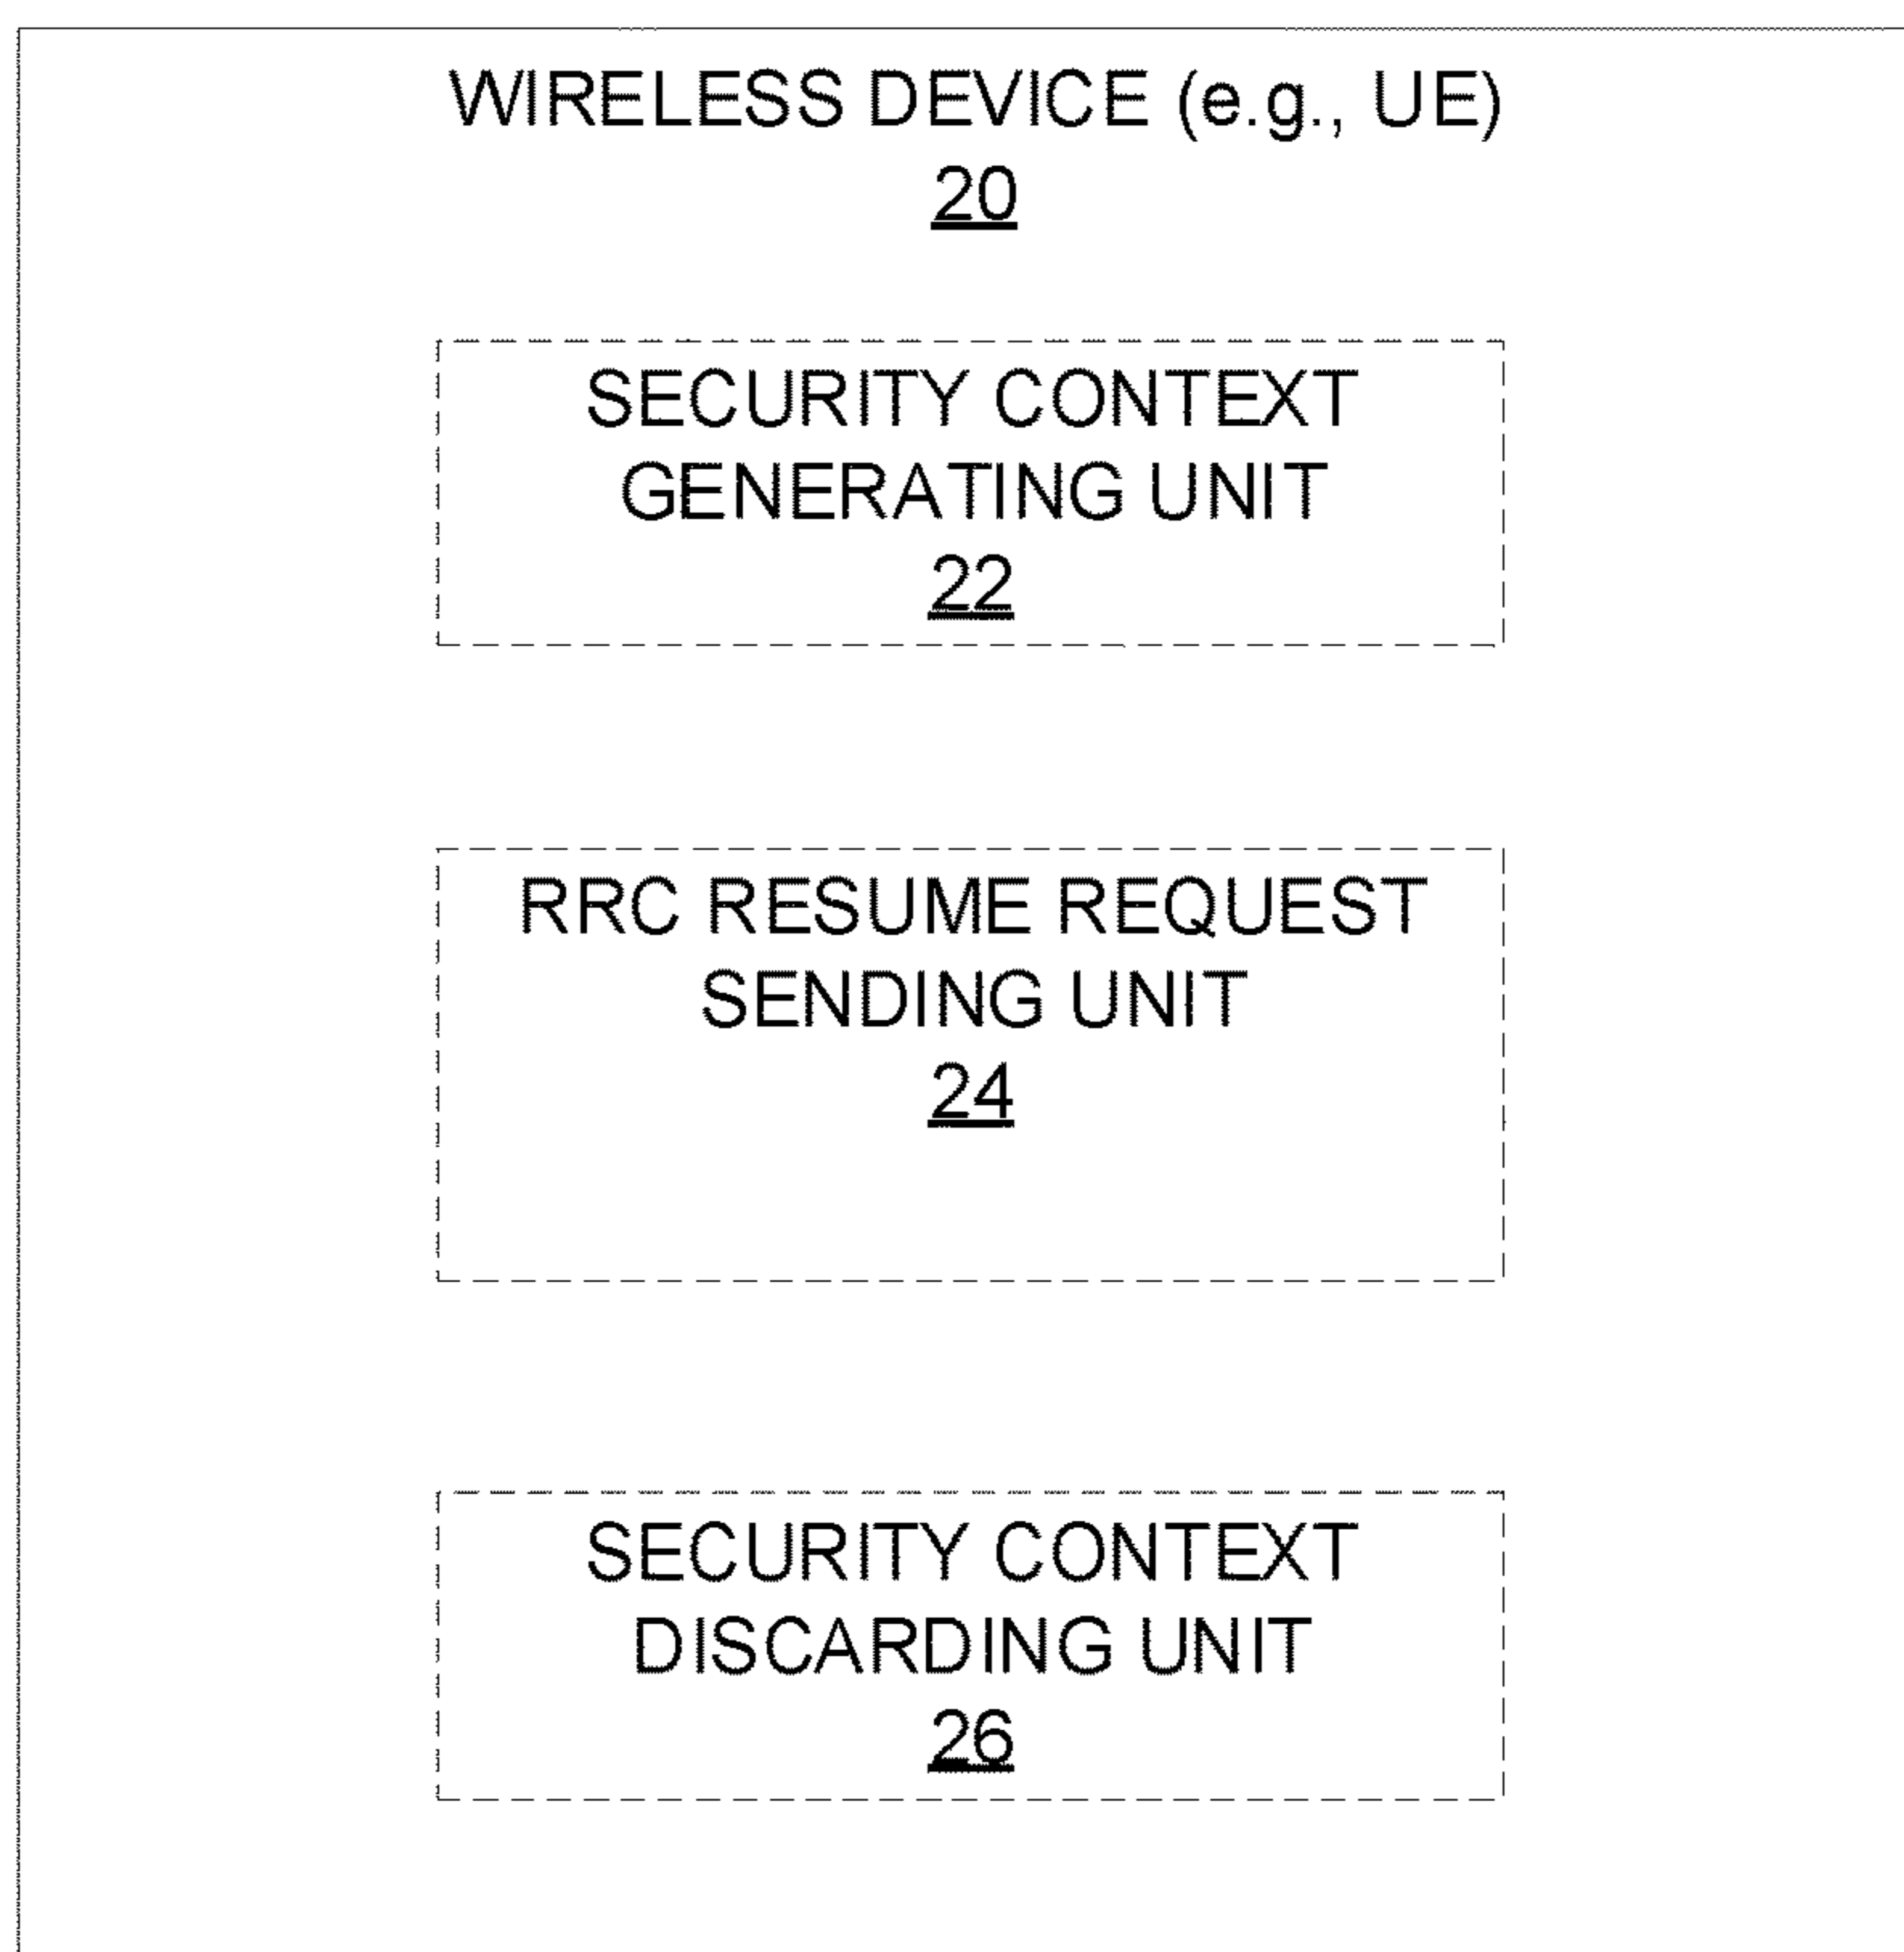 WIRELESS DEVICE (e.g., UE)
20
SECURITY CONTEXT
GENERATING UNIT
22
RRC RESUME REQUEST
SENDING UNIT
24
SECURITY CONTEXT
DISCARDING UNIT
26